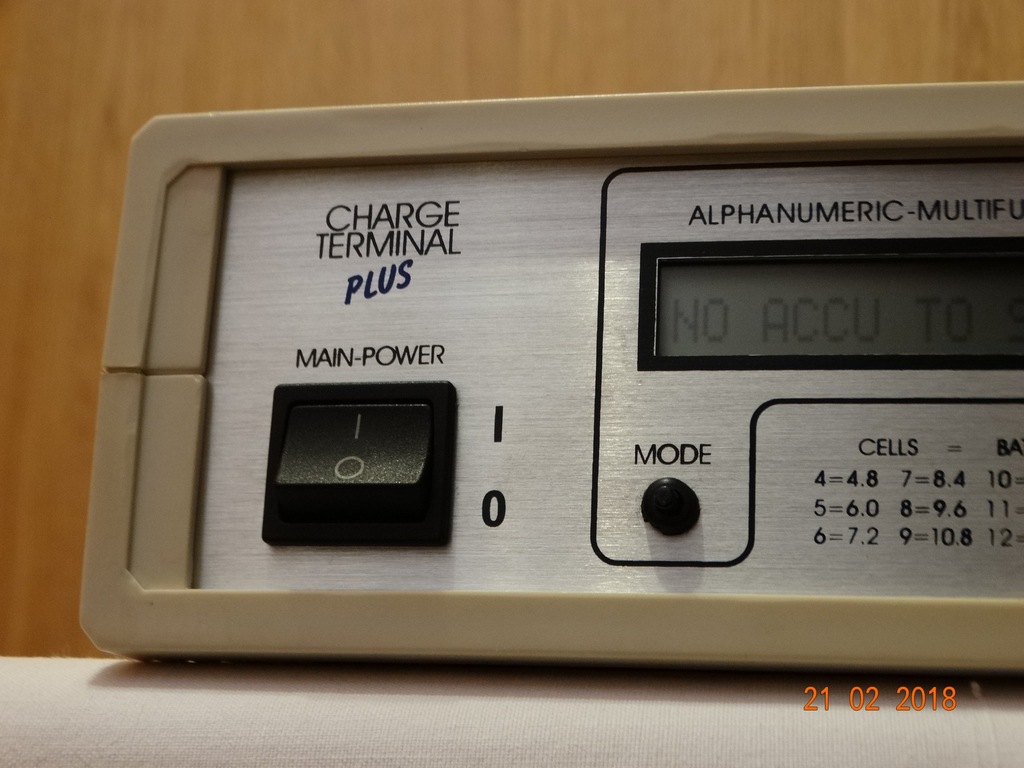 CHARGE
TERMINAL
PLUS
MAIN-POWER
I
O
I
0
ALPHANUMERIC-MULTIFU
NO ACCU TO
MODE
CELLS =
4=4.8 7=8.4 10=
5=6.0 8=9.6 11=
6=7.2 9=10.8 12=
21 02 2018